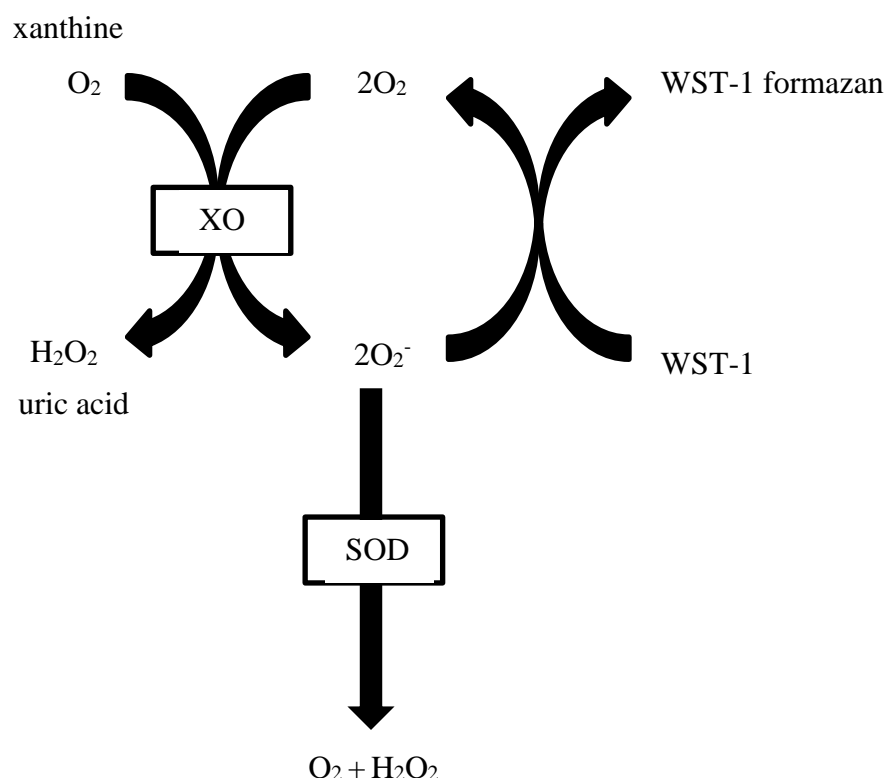 xanthine
O₂ 2O₂ WST-1 formazan
XO
H₂O₂ 2O₂⁻ WST-1
uric acid
SOD
O₂ + H₂O₂